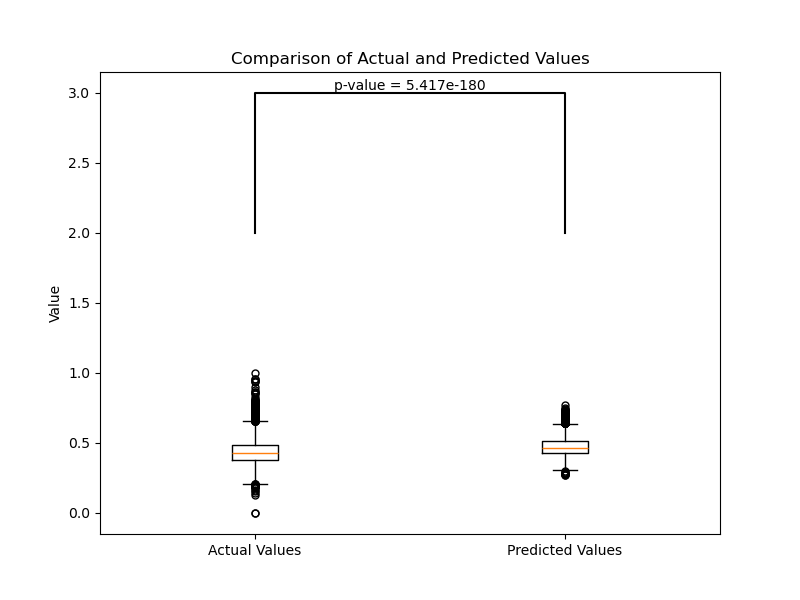 Comparison of Actual and Predicted Values
p-value = 5.417e-180
3.0
2.5
2.0
1.5
1.0
0.5
0.0
Value
Actual Values
Predicted Values